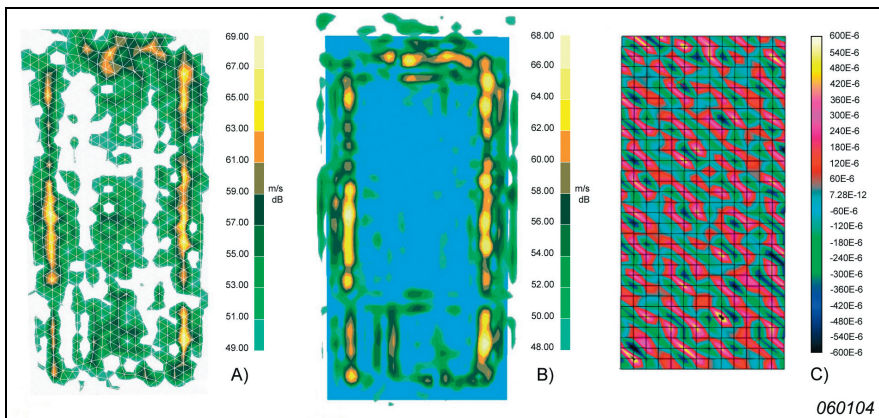 69.00
67.00
65.00
63.00
61.00
59.00
57.00
55.00
53.00
51.00
49.00
m/s
dB
A)
68.00
66.00
64.00
62.00
60.00
58.00
56.00
54.00
52.00
50.00
48.00
m/s
dB
B)
600E-6
540E-6
480E-6
420E-6
360E-6
300E-6
240E-6
180E-6
120E-6
60E-6
7.28E-12
-60E-6
-120E-6
-180E-6
-240E-6
-300E-6
-360E-6
-420E-6
-480E-6
-540E-6
-600E-6
C)
060104